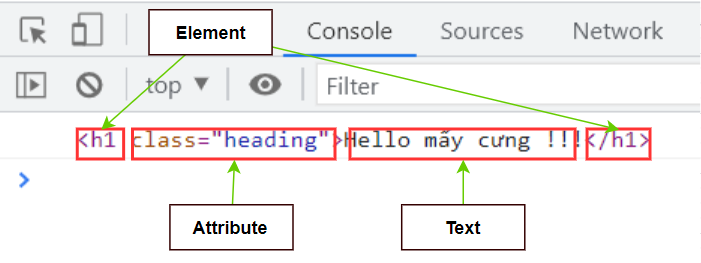 Element Console Sources Network
top ▼ Filter
<h1 class="heading">Hello mấy cưng !!!</h1>
Attribute Text